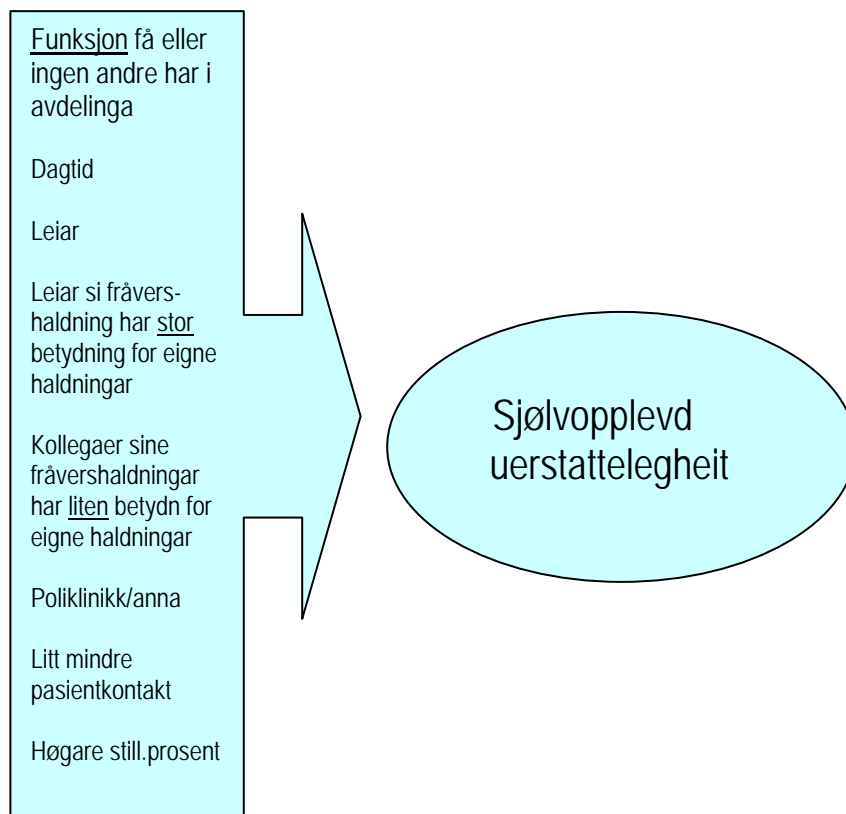 Funksjon få eller
ingen andre har i
avdelinga
Dagtid
Leiar
Leiar si fråvers-
haldning har stor
betydning for eigne
haldningar
Kollegaer sine
fråvershaldningar
har liten betydn for
eigne haldningar
Poliklinikk/anna
Litt mindre
pasientkontakt
Høgare still.prosent
Sjølvopplevd
uerstattelegheit